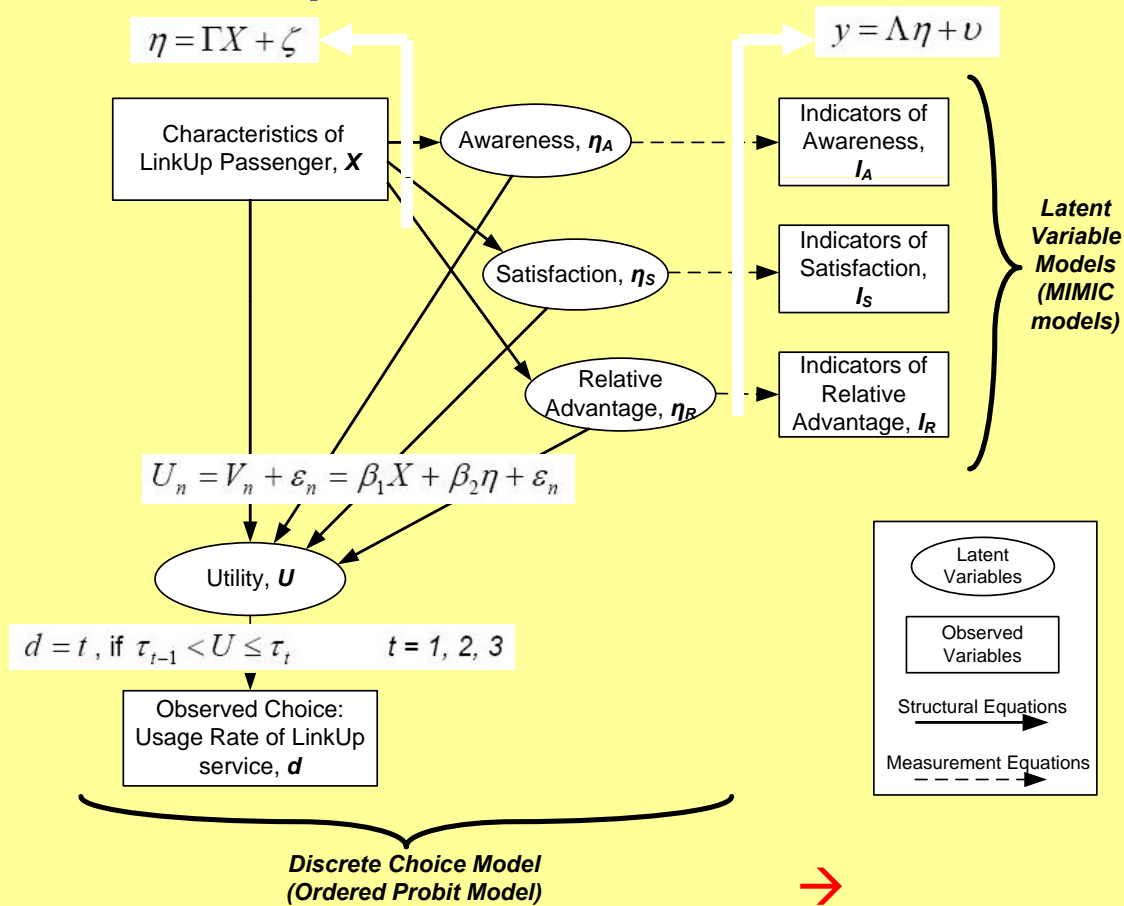 η = ΓX + ζ
y = Λη + υ
Characteristics of
LinkUp Passenger, X
Awareness, ηA
Indicators of
Awareness,
IA
Satisfaction, ηS
Indicators of
Satisfaction,
IS
Relative
Advantage, ηR
Indicators of
Relative
Advantage, IR
Latent
Variable
Models
(MIMIC
models)
Un = Vn + εn = β1X + β2η + εn
Utility, U
d = t , if τt−1 < U ≤ τt t = 1, 2, 3
Observed Choice:
Usage Rate of LinkUp
service, d
Discrete Choice Model
(Ordered Probit Model)
Latent
Variables
Observed
Variables
Structural Equations
Measurement Equations